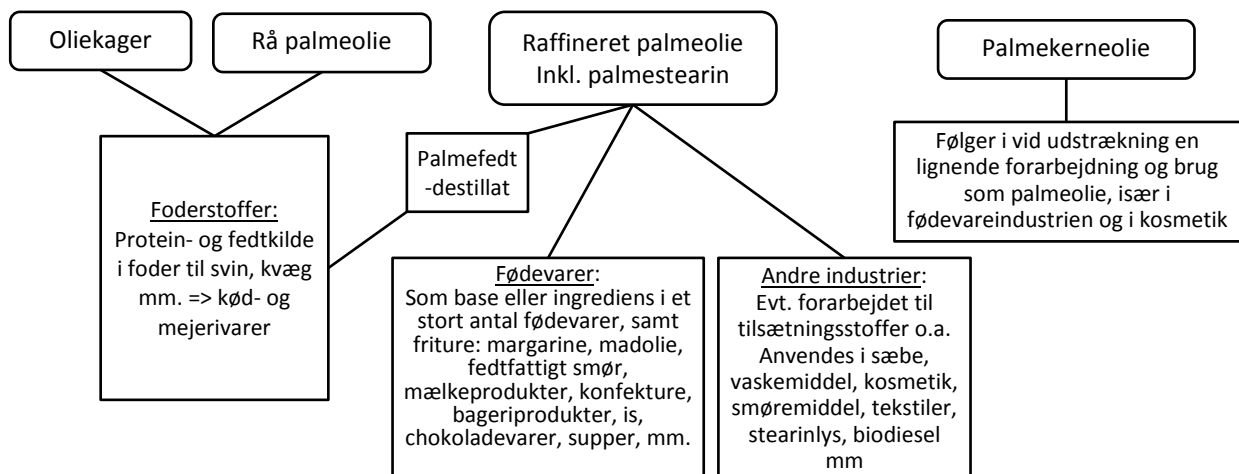 Oliekager
Rå palmeolie
Raffineret palmeolie
Inkl. palmestearin
Palmekerneolie
Palmefedt
-destillat
Følger i vid udstrækning en
lignende forarbejdning og brug
som palmeolie, især i
fødevareindustrien og i kosmetik
Foderstoffer:
Protein- og fedtkilde
i foder til svin, kvæg
mm. => kød- og
mejerivarer
Fødevarer:
Som base eller ingrediens i et
stort antal fødevarer, samt
friture: margarine, madolie,
fedtfattigt smør,
mælkeprodukter, konfekture,
bageriprodukter, is,
chokoladevarer, supper, mm.
Andre industrier:
Evt. forarbejdet til
tilsætningsstoffer o.a.
Anvendes i sæbe,
vaskemiddel, kosmetik,
smøremiddel, tekstiler,
stearinlys, biodiesel
mm